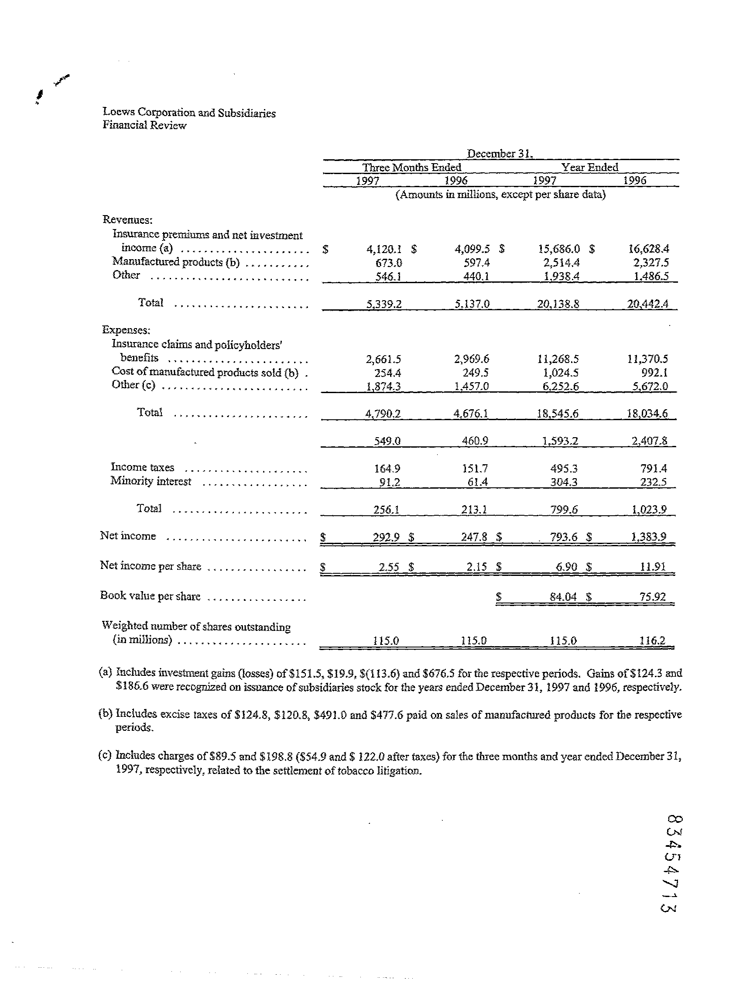 Loews Corporation and Subsidiaries
Financial Review
December 31,
Three Months Ended Year Ended
1997 1996 1997 1996
(Amounts in millions, except per share data)
Revenues:
Insurance premiums and net investment
income (a) ...................... $ 4,120.1 $ 4,099.5 $ 15,686.0 $ 16,628.4
Manufactured products (b) ........... 673.0 597.4 2,514.4 2,327.5
Other ........................... 546.1 440.1 1,938.4 1,486.5
Total ....................... 5,339.2 5,137.0 20,138.8 20,442.4
Expenses:
Insurance claims and policyholders'
benefits ........................ 2,661.5 2,969.6 11,268.5 11,370.5
Cost of manufactured products sold (b) . 254.4 249.5 1,024.5 992.1
Other (c) ......................... 1,874.3 1,457.0 6,252.6 5,672.0
Total ....................... 4,790.2 4,676.1 18,545.6 18,034.6
549.0 460.9 1,593.2 2,407.8
Income taxes ..................... 164.9 151.7 495.3 791.4
Minority interest .................. 91.2 61.4 304.3 232.5
Total ....................... 256.1 213.1 799.6 1,023.9
Net income ........................ $ 292.9 $ 247.8 $ 793.6 $ 1,383.9
Net income per share ................. $ 2.55 $ 2.15 $ 6.90 $ 11.91
Book value per share ................. $ 84.04 $ 75.92
Weighted number of shares outstanding
(in millions) ...................... 115.0 115.0 115.0 116.2
(a) Includes investment gains (losses) of $151.5, $19.9, $(113.6) and $676.5 for the respective periods. Gains of $124.3 and
$186.6 were recognized on issuance of subsidiaries stock for the years ended December 31, 1997 and 1996, respectively.
(b) Includes excise taxes of $124.8, $120.8, $491.0 and $477.6 paid on sales of manufactured products for the respective
periods.
(c) Includes charges of $89.5 and $198.8 ($54.9 and $ 122.0 after taxes) for the three months and year ended December 31,
1997, respectively, related to the settlement of tobacco litigation.
83454713